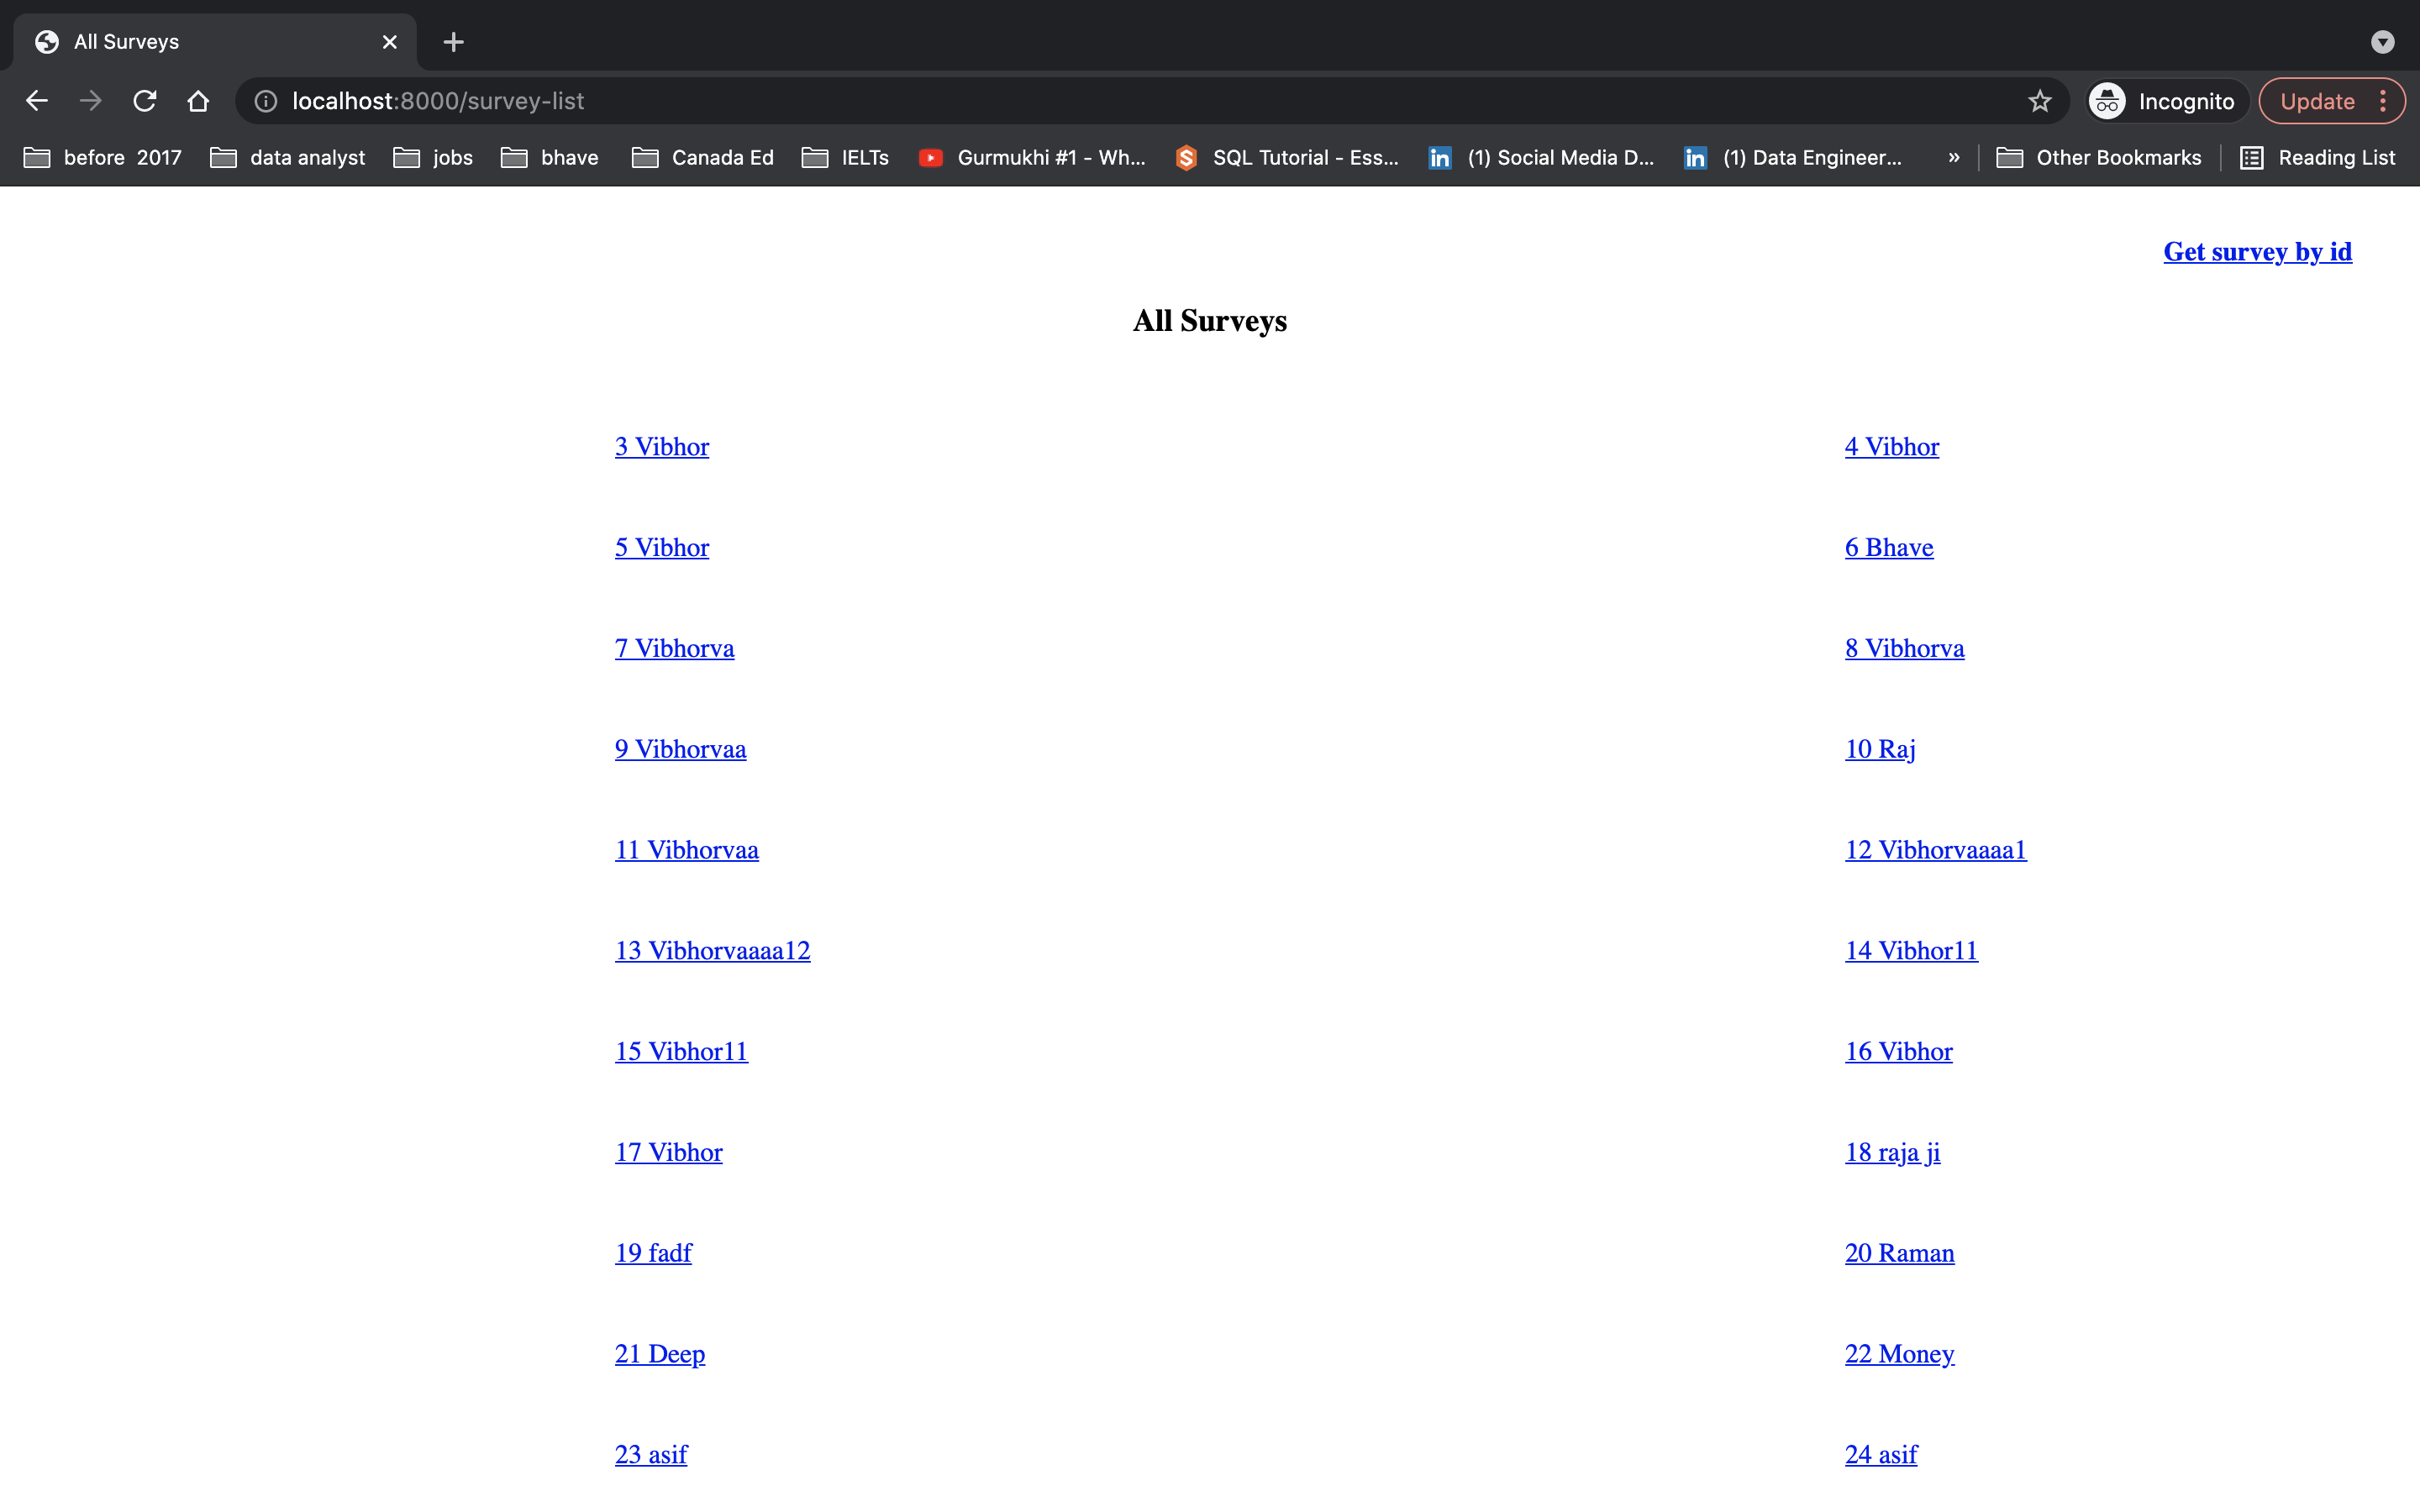 All Surveys
localhost:8000/survey-list
Incognito
Update
before 2017 data analyst jobs bhave Canada Ed IELTs Gurmukhi #1 - Wh... SQL Tutorial - Ess... (1) Social Media D... (1) Data Engineer... » Other Bookmarks Reading List
Get survey by id
All Surveys
3 Vibhor 4 Vibhor
5 Vibhor 6 Bhave
7 Vibhorva 8 Vibhorva
9 Vibhorvaa 10 Raj
11 Vibhorvaa 12 Vibhorvaaaa1
13 Vibhorvaaaa12 14 Vibhor11
15 Vibhor11 16 Vibhor
17 Vibhor 18 raja ji
19 fadf 20 Raman
21 Deep 22 Money
23 asif 24 asif